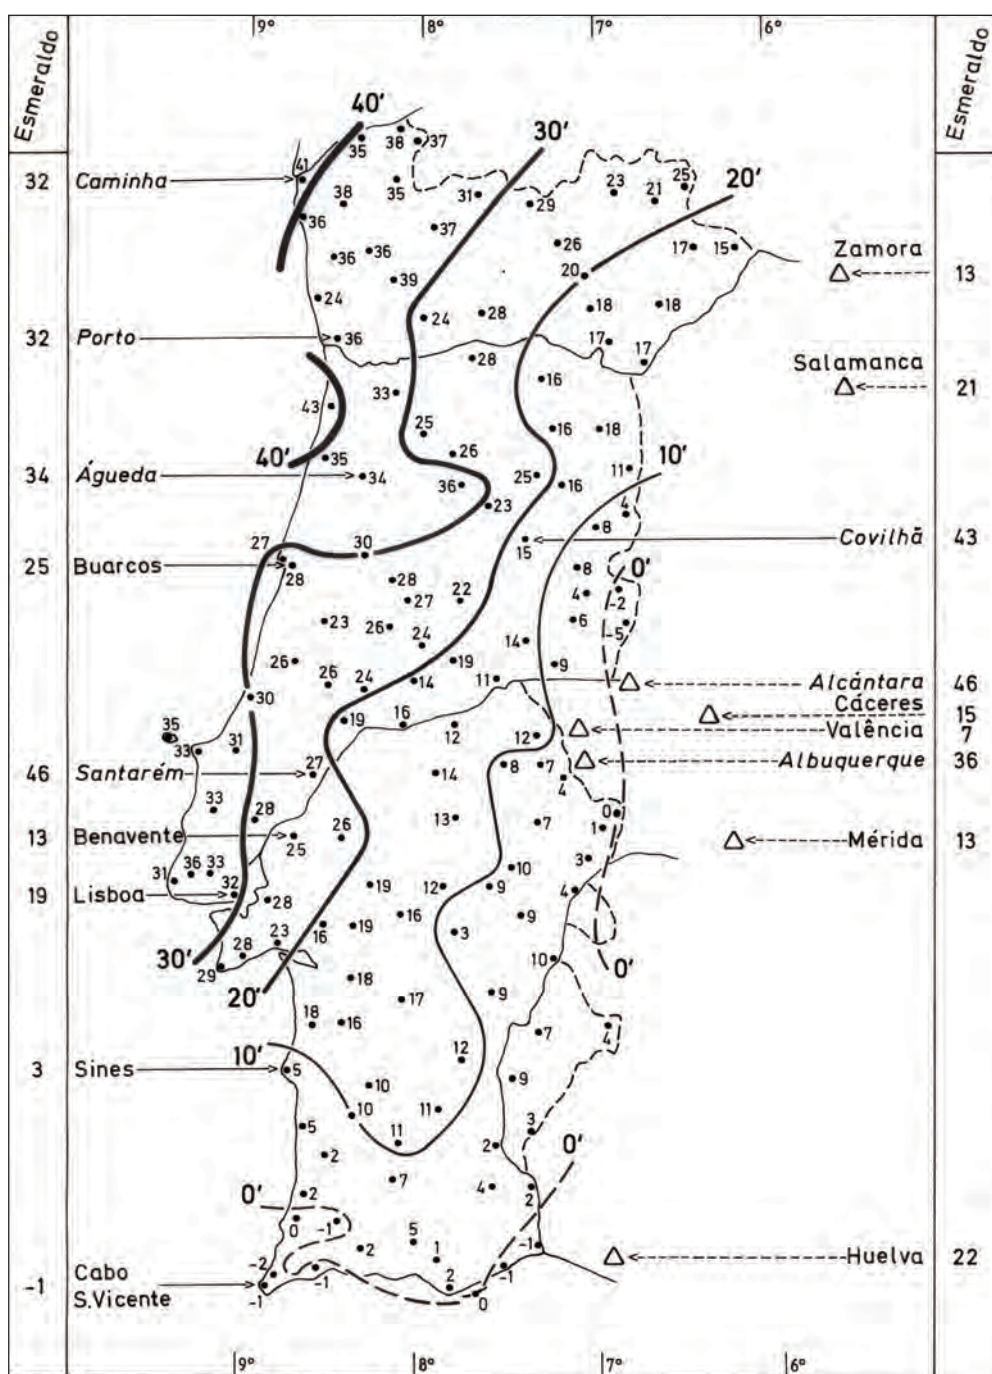 9° 8° 7° 6°
Esmeraldo
Esmeraldo
40'
30'
35 38 37
32 Caminha 41
38 35 31 29 23 21 25
20'
36 37
36 36 26 17 15
Zamora 13
39 20
24 24 28 18 18
32 Porto 36 17 17
28
Salamanca 21
33 16
43
25 16 18
40' 35 26
34 Águeda 34 36 25 16 11 10'
23 4
8
15 Covilhã 43
27 30
25 Buarcos 28 28 8 0'
27 22 4 -2
23 26 6 -5
24 14
26 19 9
26 24 14 11 Alcántara 46
30
19 16 12 Cáceres 15
35 12 Valência 7
33 31
8 7 Albuquerque 36
46 Santarém 27 14 4
33 28 13 7 0
1
13 Benavente 25 26 Mérida 13
3
10
31 36 33 19 12 9 4
19 Lisboa 32 28
16 9
16 19 3
23
30' 28 10 0'
29
20' 18 9
17
18 16 7 4
10' 12
3 Sines 5 9
10
10 11
5 11 3
2 2 0'
7
2 4 2
0'
0 -1
5 -1
2 1 Huelva 22
-2 -1 -1
-1 Cabo 2
S.Vicente -1 0
9° 8° 7° 6°